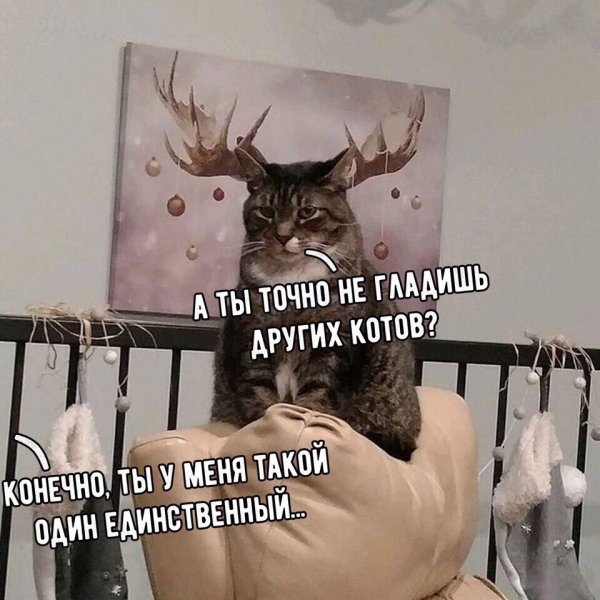 А ТЫ ТОЧНО НЕ ГЛАДИШЬ
ДРУГИХ КОТОВ?
КОНЕЧНО, ТЫ У МЕНЯ ТАКОЙ
ОДИН ЕДИНСТВЕННЫЙ...